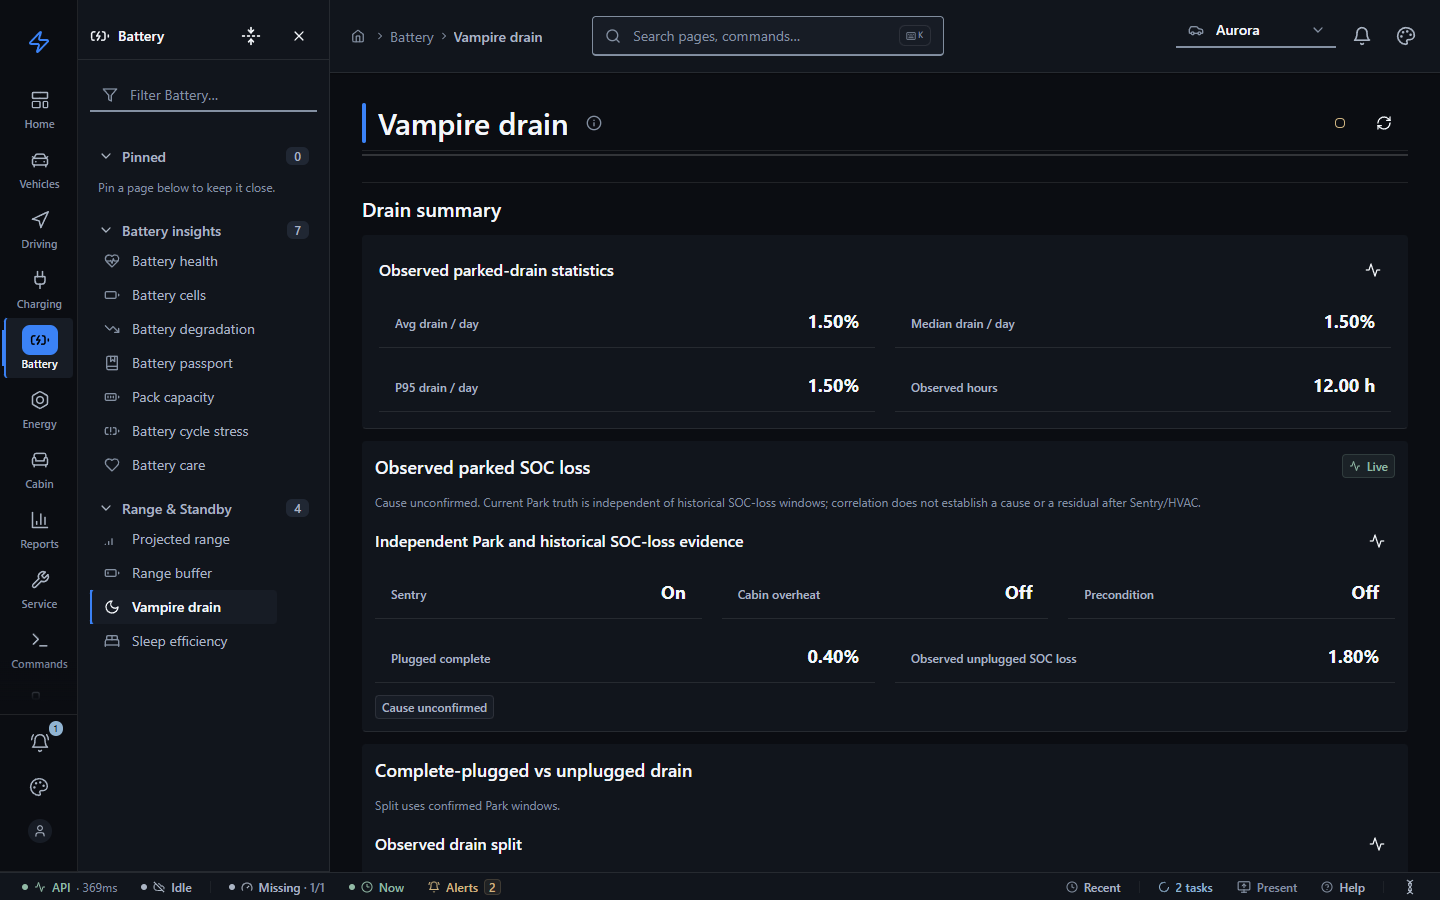 Battery
Filter Battery...
Home
Vehicles
Driving
Charging
Battery
Energy
Cabin
Reports
Service
Commands
1
Pinned 0
Pin a page below to keep it close.
Battery insights 7
Battery health
Battery cells
Battery degradation
Battery passport
Pack capacity
Battery cycle stress
Battery care
Range & Standby 4
Projected range
Range buffer
Vampire drain
Sleep efficiency
Battery Vampire drain
Search pages, commands... K
Aurora
Vampire drain
Drain summary
Observed parked-drain statistics
Avg drain / day 1.50% Median drain / day 1.50%
P95 drain / day 1.50% Observed hours 12.00 h
Observed parked SOC loss Live
Cause unconfirmed. Current Park truth is independent of historical SOC-loss windows; correlation does not establish a cause or a residual after Sentry/HVAC.
Independent Park and historical SOC-loss evidence
Sentry On Cabin overheat Off Precondition Off
Plugged complete 0.40% Observed unplugged SOC loss 1.80%
Cause unconfirmed
Complete-plugged vs unplugged drain
Split uses confirmed Park windows.
Observed drain split
API · 369ms Idle Missing · 1/1 Now Alerts 2 Recent 2 tasks Present Help